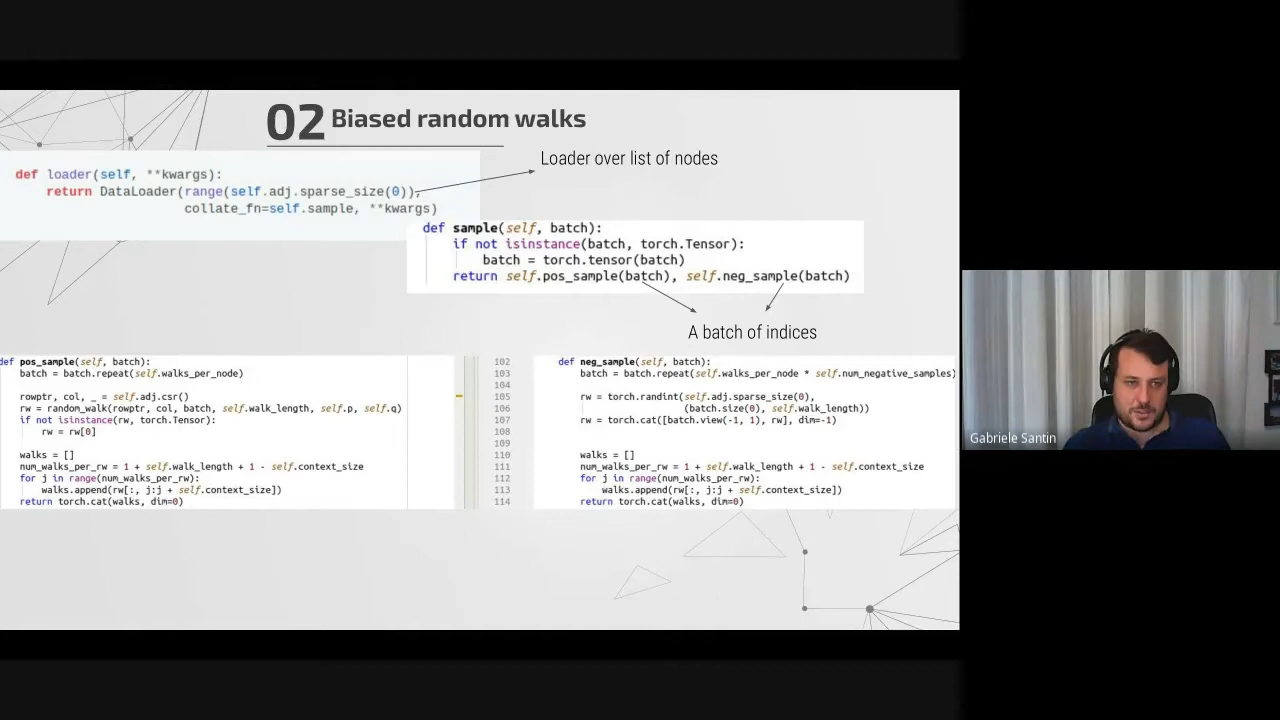 02 Biased random walks
Loader over list of nodes
def loader(self, **kwargs):
    return DataLoader(range(self.adj.sparse_size(0)),
                      collate_fn=self.sample, **kwargs)
def sample(self, batch):
    if not isinstance(batch, torch.Tensor):
        batch = torch.tensor(batch)
    return self.pos_sample(batch), self.neg_sample(batch)
A batch of indices
def pos_sample(self, batch):
    batch = batch.repeat(self.walks_per_node)
    rowptr, col, _ = self.adj.csr()
    rw = random_walk(rowptr, col, batch, self.walk_length, self.p, self.q)
    if not isinstance(rw, torch.Tensor):
        rw = rw[0]
    walks = []
    num_walks_per_rw = 1 + self.walk_length + 1 - self.context_size
    for j in range(num_walks_per_rw):
        walks.append(rw[:, j:j + self.context_size])
    return torch.cat(walks, dim=0)
102 def neg_sample(self, batch):
103     batch = batch.repeat(self.walks_per_node * self.num_negative_samples)
104
105     rw = torch.randint(self.adj.sparse_size(0),
106                        (batch.size(0), self.walk_length))
107     rw = torch.cat([batch.view(-1, 1), rw], dim=-1)
108
109
110     walks = []
111     num_walks_per_rw = 1 + self.walk_length + 1 - self.context_size
112     for j in range(num_walks_per_rw):
113         walks.append(rw[:, j:j + self.context_size])
114     return torch.cat(walks, dim=0)
Gabriele Santin